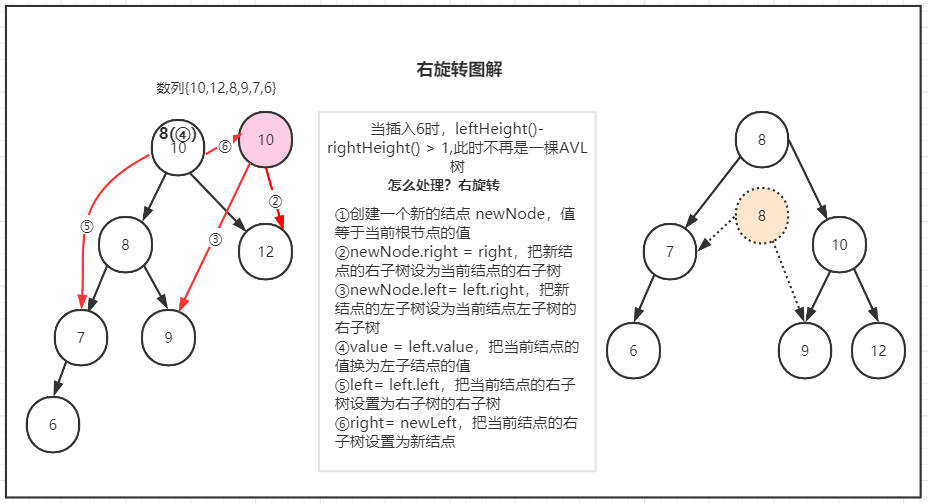 右旋转图解
数列{10,12,8,9,7,6}
8(④)
10
⑥
10
②
⑤
③
8
12
7
9
6
当插入6时，leftHeight()-
rightHeight() > 1,此时不再是一棵AVL
树
怎么处理？右旋转
①创建一个新的结点 newNode，值
等于当前根节点的值
②newNode.right = right，把新结
点的右子树设为当前结点的右子树
③newNode.left= left.right，把新
结点的左子树设为当前结点左子树的
右子树
④value = left.value，把当前结点的
值换为左子结点的值
⑤left= left.left，把当前结点的右子
树设置为右子树的右子树
⑥right= newLeft，把当前结点的右
子树设置为新结点
8
8
7
10
6
9
12